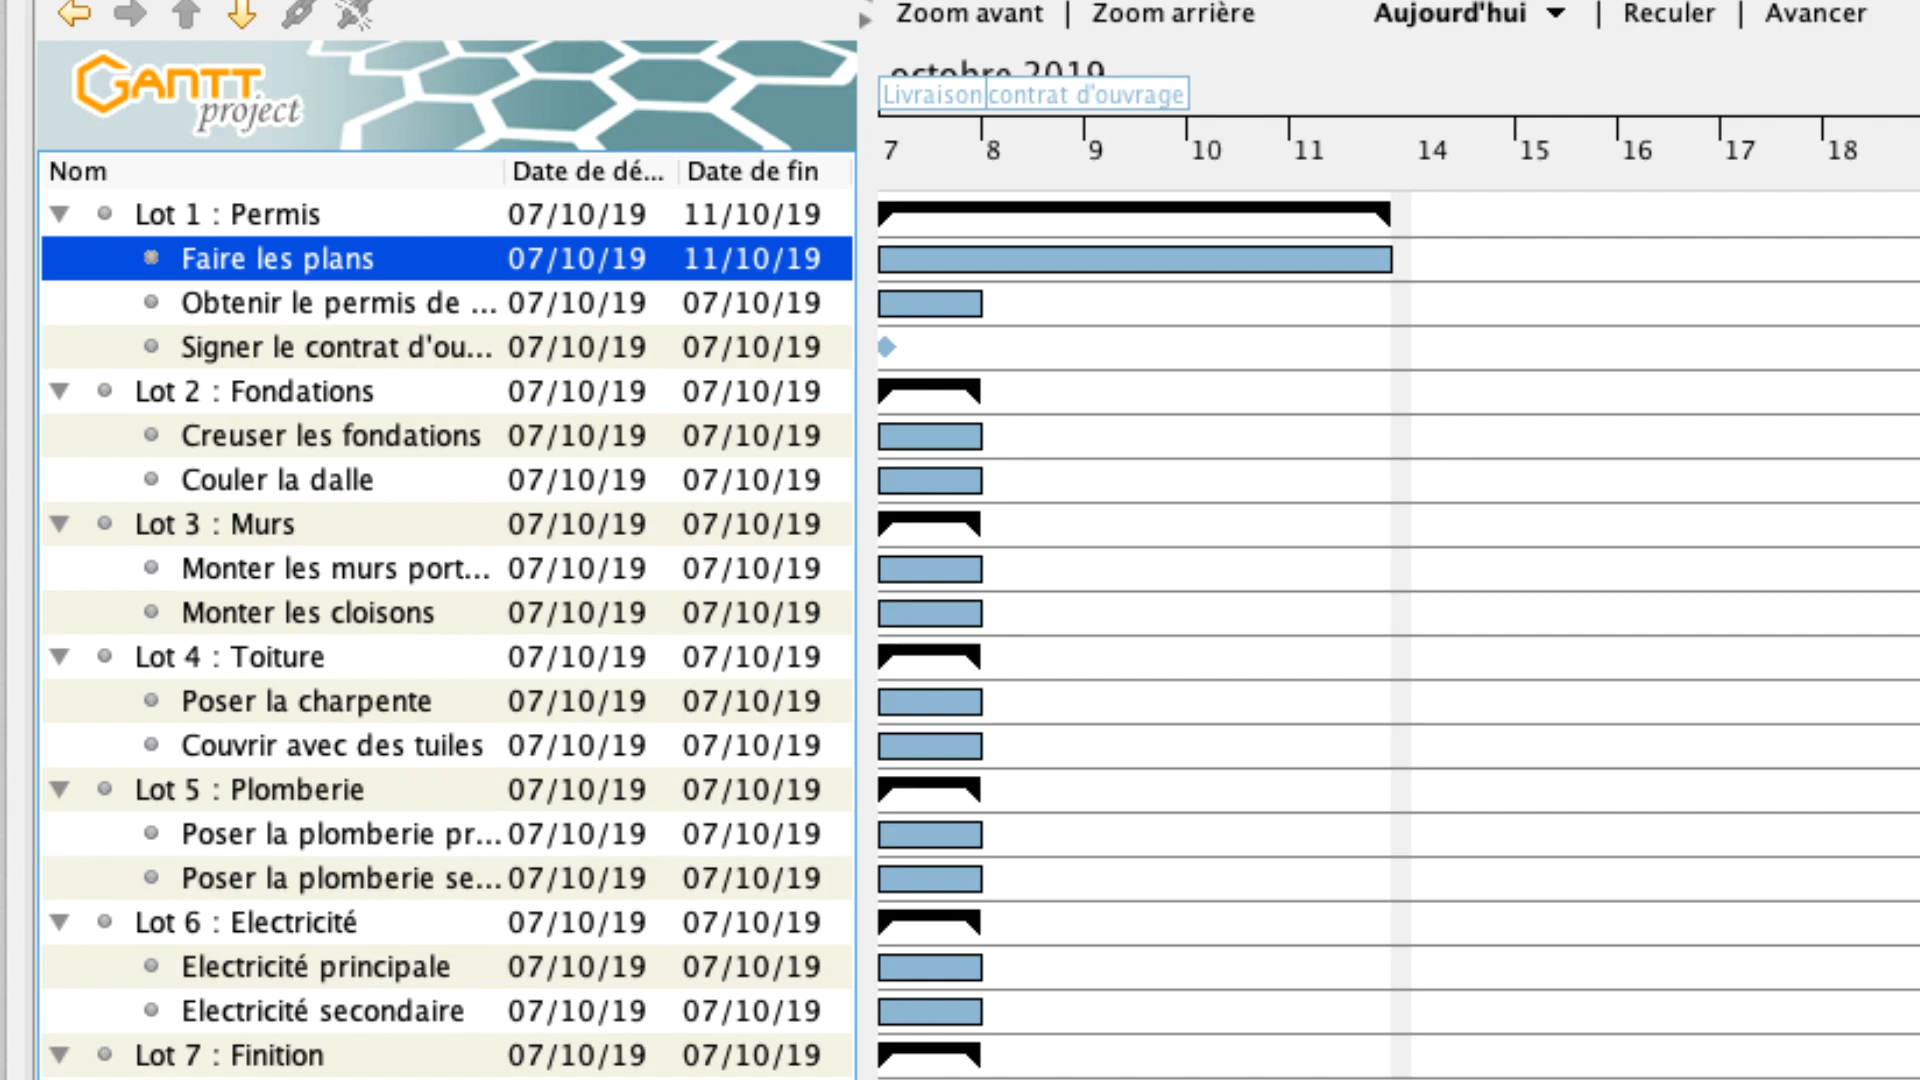 Zoom avant | Zoom arrière Aujourd'hui | Reculer | Avancer
GANTT
project
octobre 2019
Livraison contrat d'ouvrage
7 8 9 10 11 14 15 16 17 18
Nom Date de dé... Date de fin
Lot 1 : Permis 07/10/19 11/10/19
Faire les plans 07/10/19 11/10/19
Obtenir le permis de ... 07/10/19 07/10/19
Signer le contrat d'ou... 07/10/19 07/10/19
Lot 2 : Fondations 07/10/19 07/10/19
Creuser les fondations 07/10/19 07/10/19
Couler la dalle 07/10/19 07/10/19
Lot 3 : Murs 07/10/19 07/10/19
Monter les murs port... 07/10/19 07/10/19
Monter les cloisons 07/10/19 07/10/19
Lot 4 : Toiture 07/10/19 07/10/19
Poser la charpente 07/10/19 07/10/19
Couvrir avec des tuiles 07/10/19 07/10/19
Lot 5 : Plomberie 07/10/19 07/10/19
Poser la plomberie pr... 07/10/19 07/10/19
Poser la plomberie se... 07/10/19 07/10/19
Lot 6 : Electricité 07/10/19 07/10/19
Electricité principale 07/10/19 07/10/19
Electricité secondaire 07/10/19 07/10/19
Lot 7 : Finition 07/10/19 07/10/19